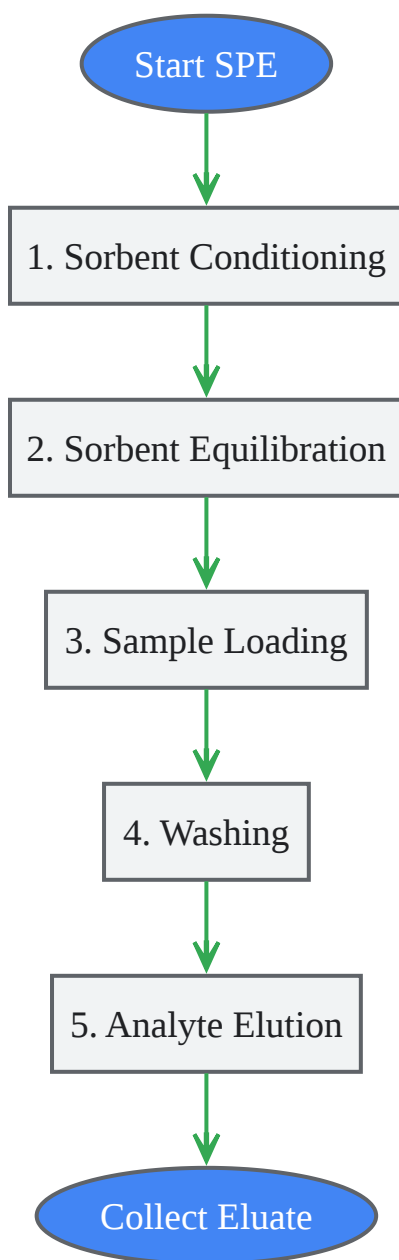 Start SPE
1. Sorbent Conditioning
2. Sorbent Equilibration
3. Sample Loading
4. Washing
5. Analyte Elution
Collect Eluate